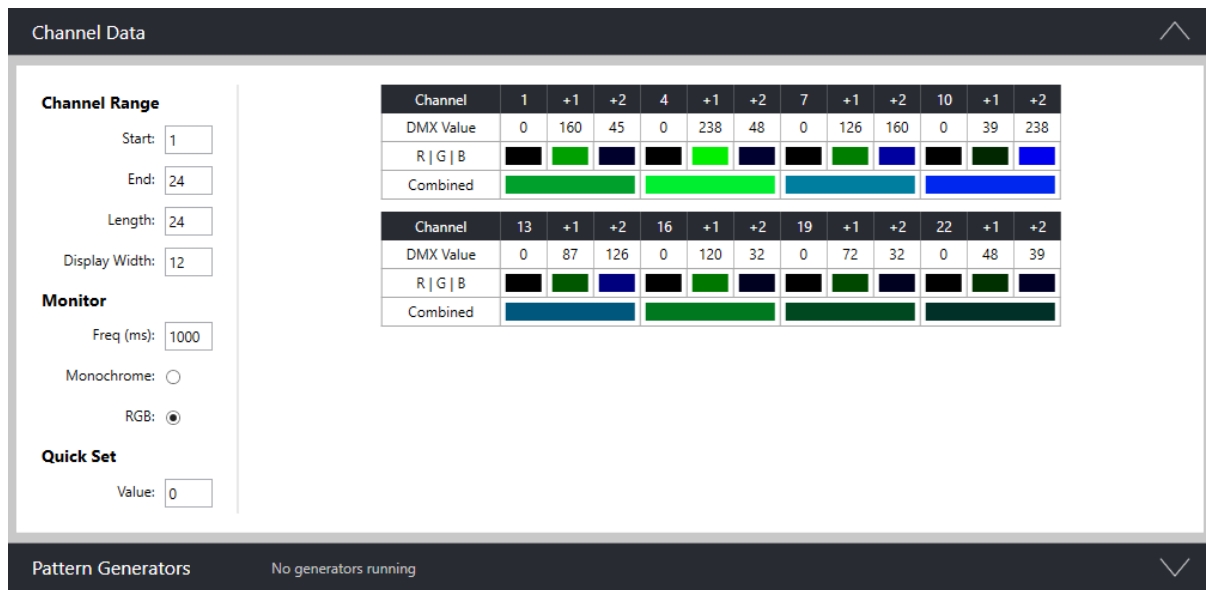 Channel Data
Channel Range
Start: 1
End: 24
Length: 24
Display Width: 12
Monitor
Freq (ms): 1000
Monochrome:
RGB:
Quick Set
Value: 0
Channel 1 +1 +2 4 +1 +2 7 +1 +2 10 +1 +2
DMX Value 0 160 45 0 238 48 0 126 160 0 39 238
R | G | B
Combined
Channel 13 +1 +2 16 +1 +2 19 +1 +2 22 +1 +2
DMX Value 0 87 126 0 120 32 0 72 32 0 48 39
R | G | B
Combined
Pattern Generators No generators running